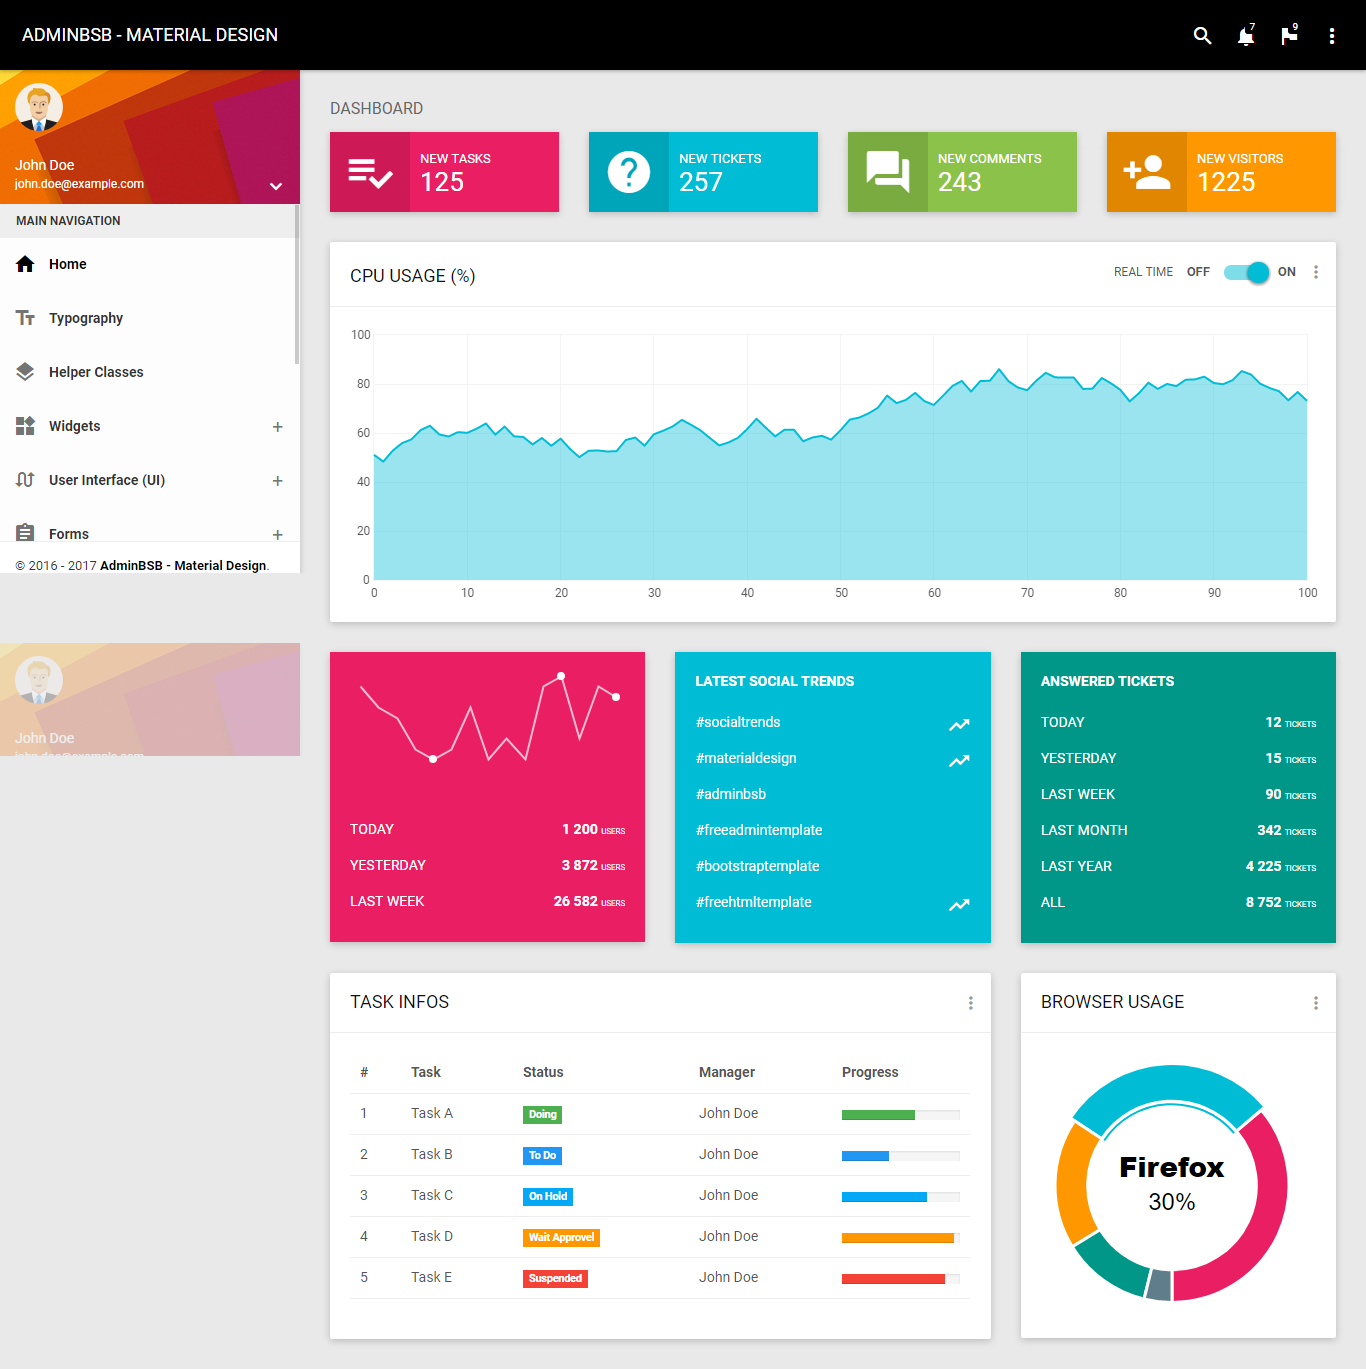 ADMINBSB - MATERIAL DESIGN
7
9
John Doe
john.doe@example.com
MAIN NAVIGATION
Home
Typography
Helper Classes
Widgets +
User Interface (UI) +
Forms +
© 2016 - 2017 AdminBSB - Material Design.
John Doe
john.doe@example.com
DASHBOARD
NEW TASKS
125
NEW TICKETS
257
NEW COMMENTS
243
NEW VISITORS
1225
CPU USAGE (%)
REAL TIME OFF ON
100
80
60
40
20
0
0 10 20 30 40 50 60 70 80 90 100
TODAY 1 200 USERS
YESTERDAY 3 872 USERS
LAST WEEK 26 582 USERS
LATEST SOCIAL TRENDS
#socialtrends
#materialdesign
#adminbsb
#freeadmintemplate
#bootstraptemplate
#freehtmltemplate
ANSWERED TICKETS
TODAY 12 TICKETS
YESTERDAY 15 TICKETS
LAST WEEK 90 TICKETS
LAST MONTH 342 TICKETS
LAST YEAR 4 225 TICKETS
ALL 8 752 TICKETS
TASK INFOS
# Task Status Manager Progress
1 Task A Doing John Doe
2 Task B To Do John Doe
3 Task C On Hold John Doe
4 Task D Wait Approvel John Doe
5 Task E Suspended John Doe
BROWSER USAGE
Firefox
30%